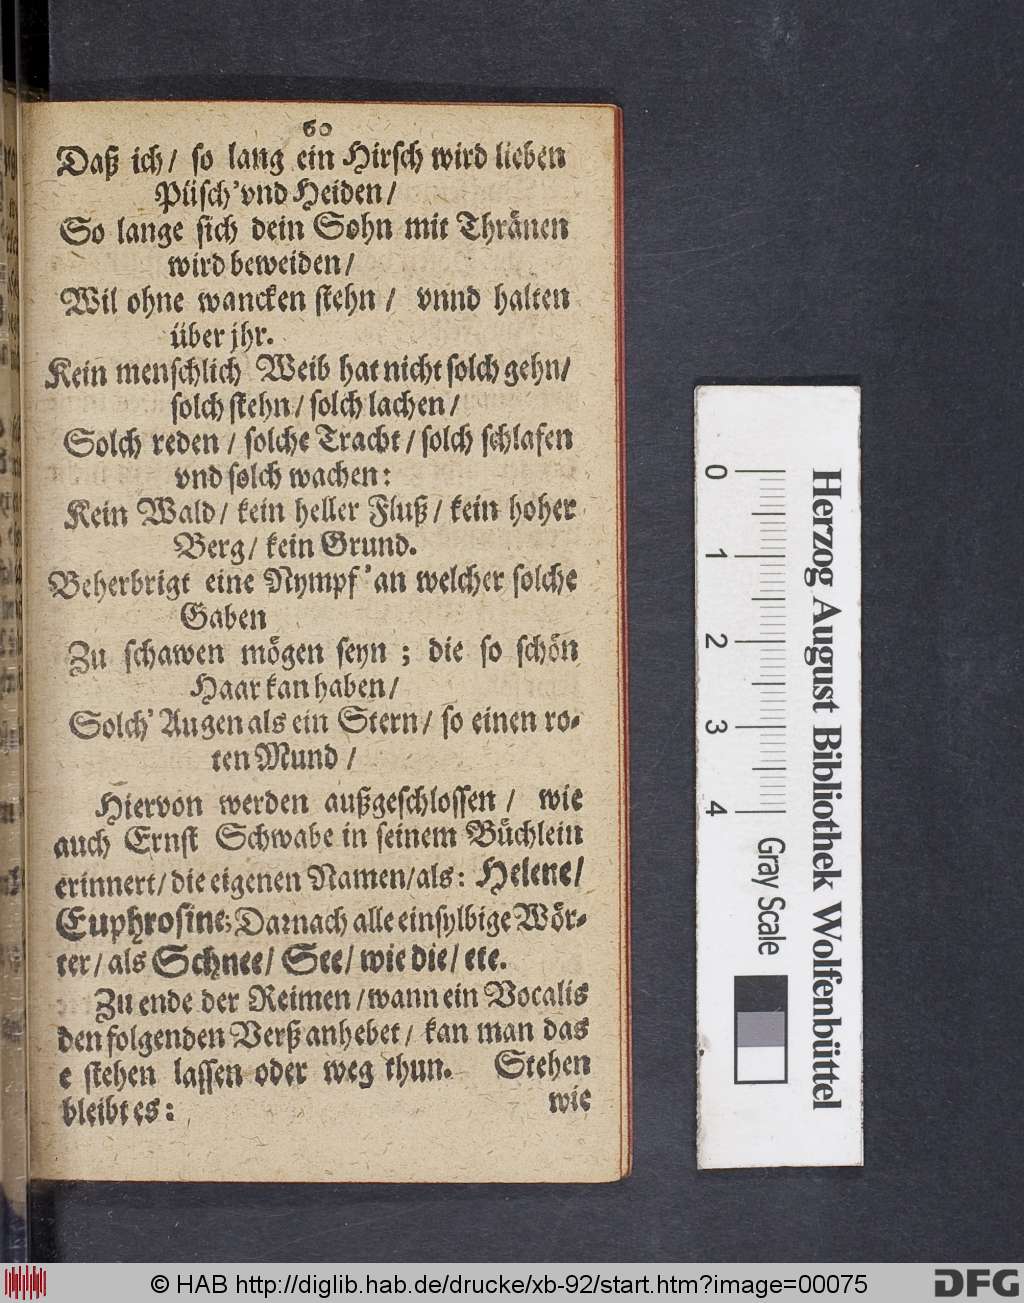 60
Daß ich/ so lang ein Hirsch wird lieben
Püsch’ vnd Heiden/
So lange sich dein Sohn mit Thränen
wird beweiden/
Wil ohne wancken stehn/ vnnd halten
über jhr.
Kein menschlich Weib hat nicht solch gehn/
solch stehn/ solch lachen/
Solch reden/ solche Tracht/ solch schlafen
vnd solch wachen:
Kein Wald/ kein heller Fluß/ kein hoher
Berg/ kein Grund.
Beherbrigt eine Nympf’ an welcher solche
Gaben
Zu schawen mögen seyn; die so schön
Haar kan haben/
Solch’ Augen als ein Stern/ so einen ro-
ten Mund/
Hiervon werden außgeschlossen/ wie
auch Ernst Schwabe in seinem Büchlein
erinnert/ die eigenen Namen/ als: Helene/
Euphrosine; Darnach alle einsylbige Wör-
ter/ als Schnee/ See/ wie die/ etc.
Zu ende der Reimen/ wann ein Vocalis
den folgenden Verß anhebet/ kan man das
e stehen lassen oder weg thun. Stehen
bleibt es:
wie
0 1 2 3 4
Gray Scale
Herzog August Bibliothek Wolfenbüttel
© HAB http://diglib.hab.de/drucke/xb-92/start.htm?image=00075
DFG